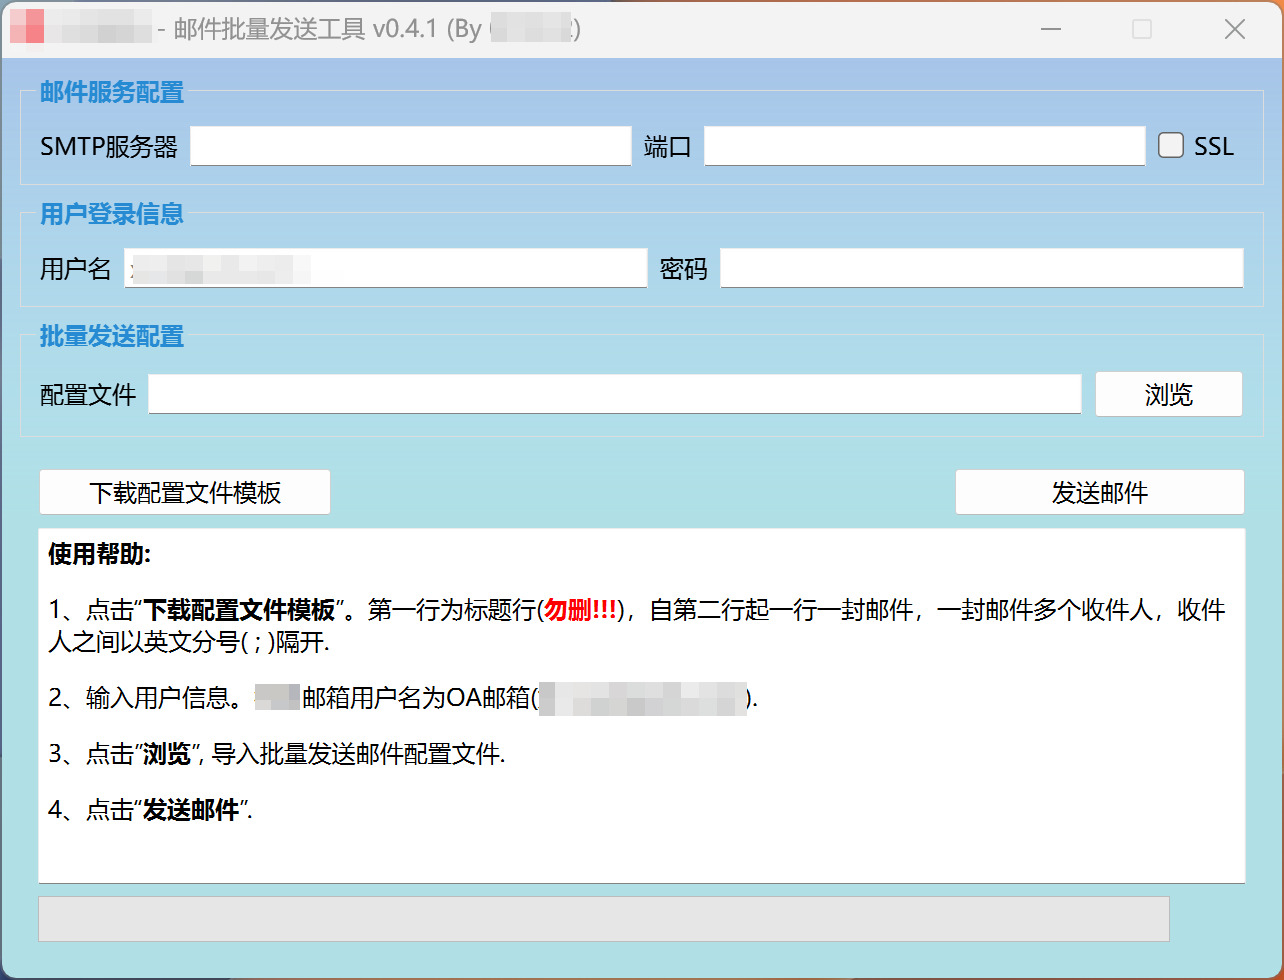 - 邮件批量发送工具 v0.4.1 (By )
邮件服务配置
SMTP服务器 端口 SSL
用户登录信息
用户名 密码
批量发送配置
配置文件 浏览
下载配置文件模板 发送邮件
使用帮助:
1、点击“下载配置文件模板”。第一行为标题行(勿删!!!)，自第二行起一行一封邮件，一封邮件多个收件人，收件
人之间以英文分号( ; )隔开.
2、输入用户信息。邮箱用户名为OA邮箱( ).
3、点击“浏览”, 导入批量发送邮件配置文件.
4、点击“发送邮件”.